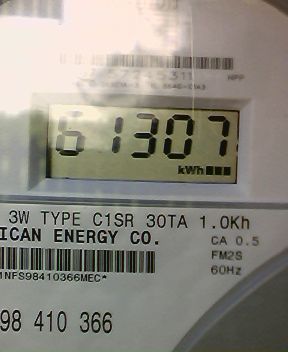 61307
kWh
3W TYPE C1SR 30TA 1.0Kh
ICAN ENERGY CO.
CA 0.5
FM2S
60Hz
1NFS98410366MEC*
98 410 366